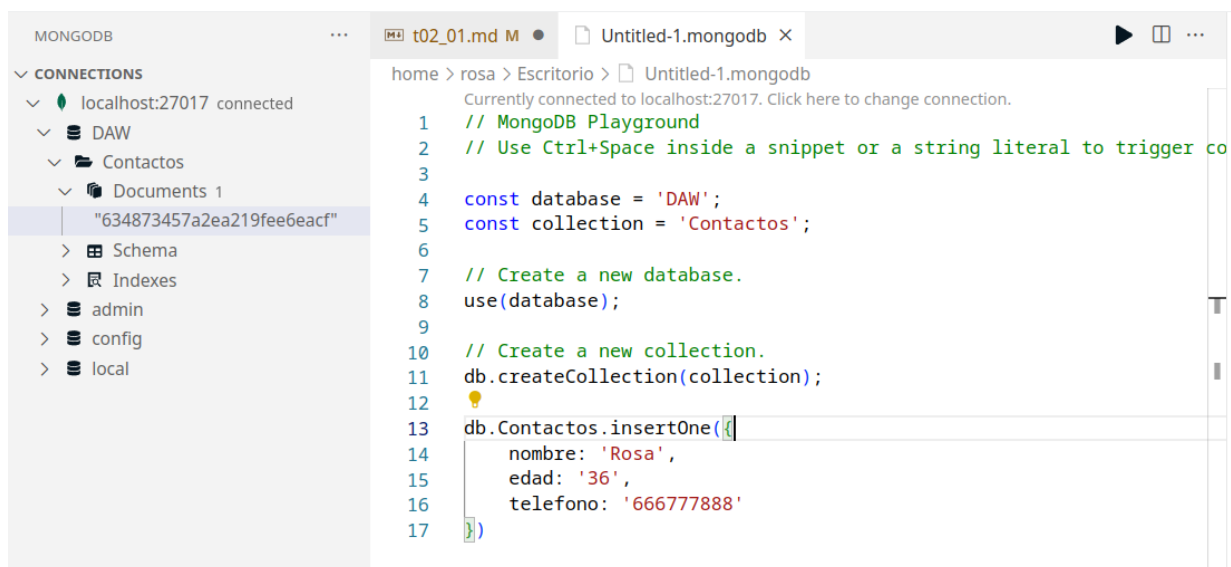 MONGODB
CONNECTIONS
localhost:27017 connected
DAW
Contactos
Documents 1
"634873457a2ea219fee6eacf"
Schema
Indexes
admin
config
local
t02_01.md M
Untitled-1.mongodb
home > rosa > Escritorio > Untitled-1.mongodb
Currently connected to localhost:27017. Click here to change connection.
1 // MongoDB Playground
2 // Use Ctrl+Space inside a snippet or a string literal to trigger co
3
4 const database = 'DAW';
5 const collection = 'Contactos';
6
7 // Create a new database.
8 use(database);
9
10 // Create a new collection.
11 db.createCollection(collection);
12
13 db.Contactos.insertOne({
14 nombre: 'Rosa',
15 edad: '36',
16 telefono: '666777888'
17 })